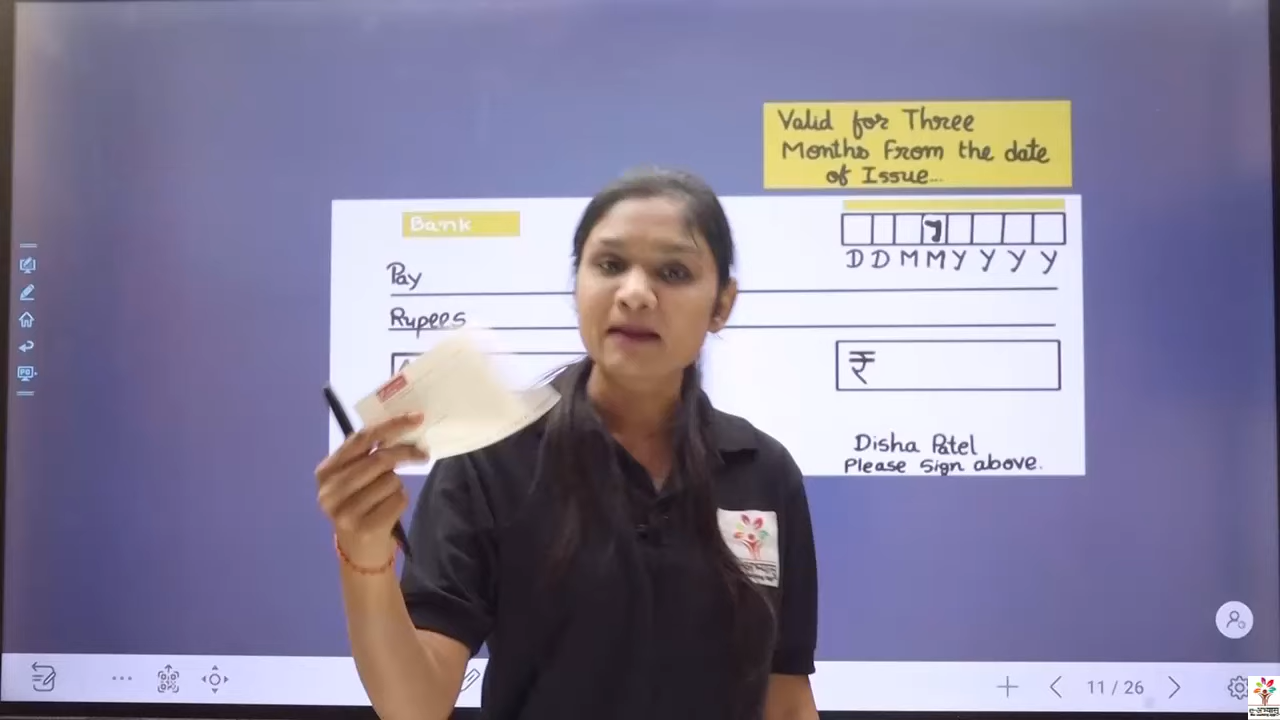 Valid for Three
Months From the date
of Issue...
Bank
D D M M Y Y Y Y
Pay
Rupees
₹
Disha Patel
Please Sign above.
11 / 26